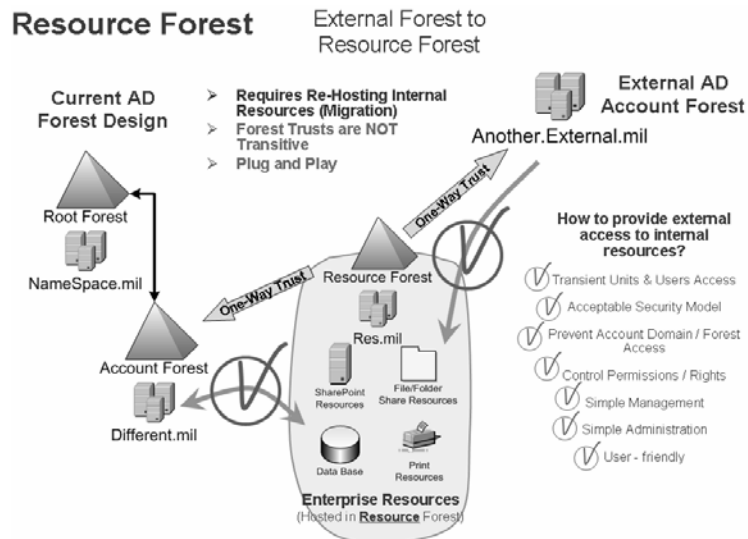 Resource Forest
External Forest to
Resource Forest
Current AD
Forest Design
➢ Requires Re-Hosting Internal
Resources (Migration)
➢ Forest Trusts are NOT
Transitive
➢ Plug and Play
External AD
Account Forest
Another.External.mil
Root Forest
NameSpace.mil
One-Way Trust
One-Way Trust
Resource Forest
Res.mil
Account Forest
Different.mil
SharePoint
Resources
File/Folder
Share Resources
Data Base
Print
Resources
Enterprise Resources
(Hosted in Resource Forest)
How to provide external
access to internal
resources?
Transient Units & Users Access
Acceptable Security Model
Prevent Account Domain / Forest
Access
Control Permissions / Rights
Simple Management
Simple Administration
User - friendly